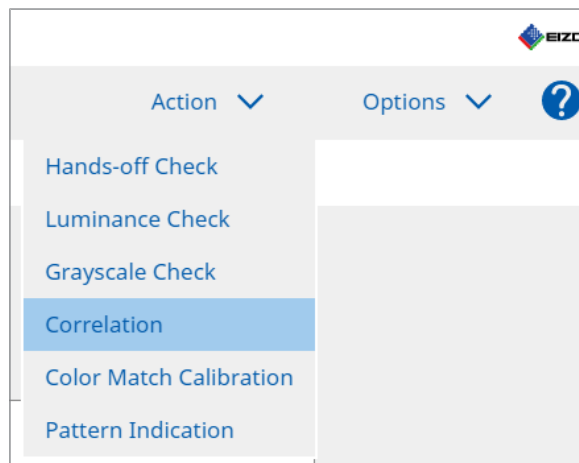 EIZO
Action
Options
?
Hands-off Check
Luminance Check
Grayscale Check
Correlation
Color Match Calibration
Pattern Indication